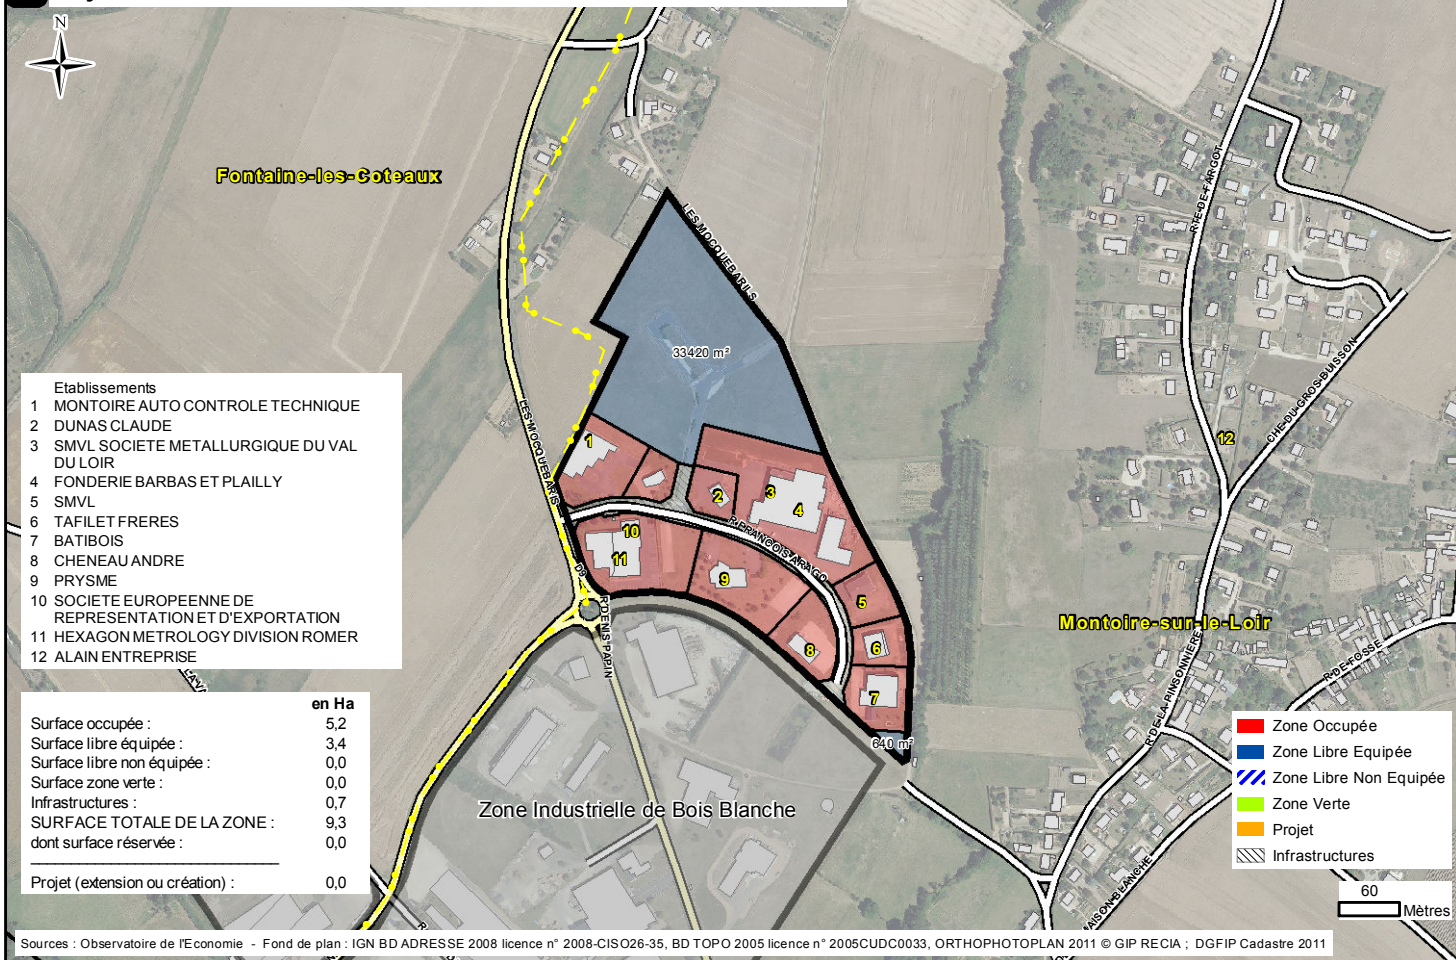 N
Fontaine-les-Coteaux
LES MOCQUEBARILS
RTE DE FARGOT
33420 m²
CHE DU GROS BUISSON
Etablissements
1 MONTOIRE AUTO CONTROLE TECHNIQUE
2 DUNAS CLAUDE
3 SMVL SOCIETE METALLURGIQUE DU VAL
DU LOIR
4 FONDERIE BARBAS ET PLAILLY
5 SMVL
6 TAFILET FRERES
7 BATIBOIS
8 CHENEAU ANDRE
9 PRYSME
10 SOCIETE EUROPEENNE DE
REPRESENTATION ET D'EXPORTATION
11 HEXAGON METROLOGY DIVISION ROMER
12 ALAIN ENTREPRISE
LES MOCQUEBARILS
1
2
3
4
12
R FRANCOIS ARAGO
10
11
9
5
6
8
7
D9
R DENIS PAPIN
Montoire-sur-le-Loir
R DE LA PINSONNIERE
R DE FOSSE
640 m²
en Ha
Surface occupée : 5,2
Surface libre équipée : 3,4
Surface libre non équipée : 0,0
Surface zone verte : 0,0
Infrastructures : 0,7
SURFACE TOTALE DE LA ZONE : 9,3
dont surface réservée : 0,0
Projet (extension ou création) : 0,0
Zone Industrielle de Bois Blanche
Zone Occupée
Zone Libre Equipée
Zone Libre Non Equipée
Zone Verte
Projet
Infrastructures
60
Mètres
MAISON BLANCHE
Sources : Observatoire de l'Economie - Fond de plan : IGN BD ADRESSE 2008 licence n° 2008-CISO26-35, BD TOPO 2005 licence n° 2005CUDC0033, ORTHOPHOTOPLAN 2011 © GIP RECIA ; DGFIP Cadastre 2011